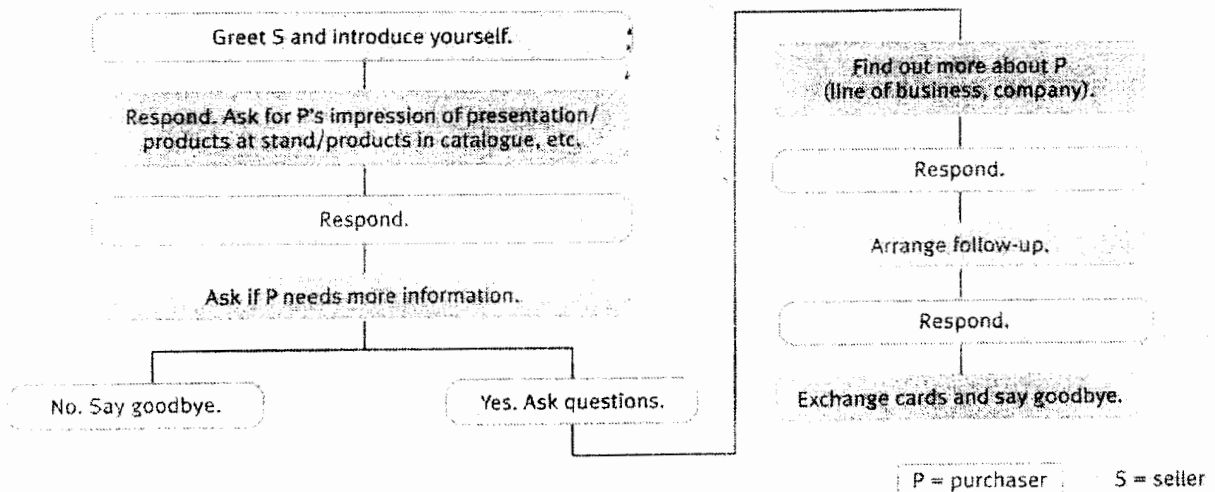 Greet S and introduce yourself.
Respond. Ask for P's impression of presentation/
products at stand/products in catalogue, etc.
Respond.
Ask if P needs more information.
No. Say goodbye.
Yes. Ask questions.
Find out more about P
(line of business, company).
Respond.
Arrange follow-up.
Respond.
Exchange cards and say goodbye.
P = purchaser
S = seller